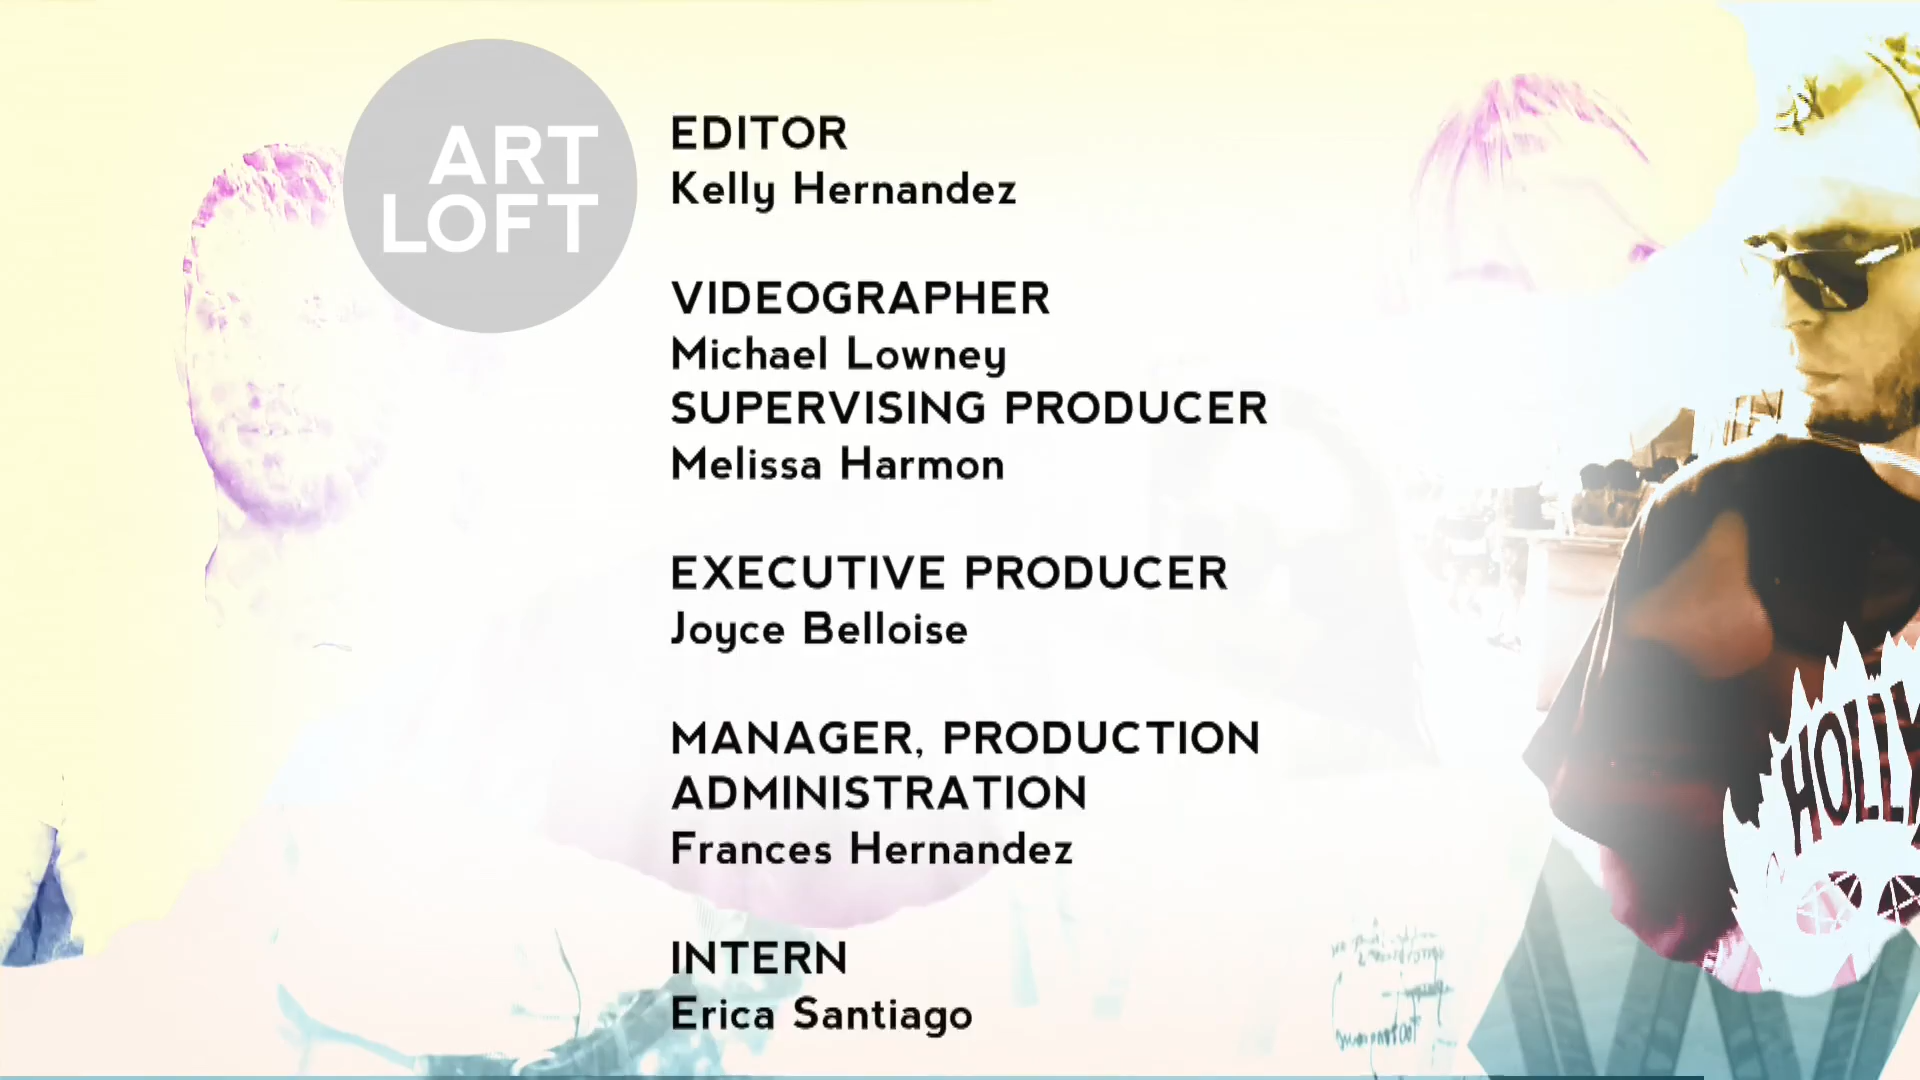 ART
LOFT
EDITOR
Kelly Hernandez
VIDEOGRAPHER
Michael Lowney
SUPERVISING PRODUCER
Melissa Harmon
EXECUTIVE PRODUCER
Joyce Belloise
MANAGER, PRODUCTION
ADMINISTRATION
Frances Hernandez
INTERN
Erica Santiago